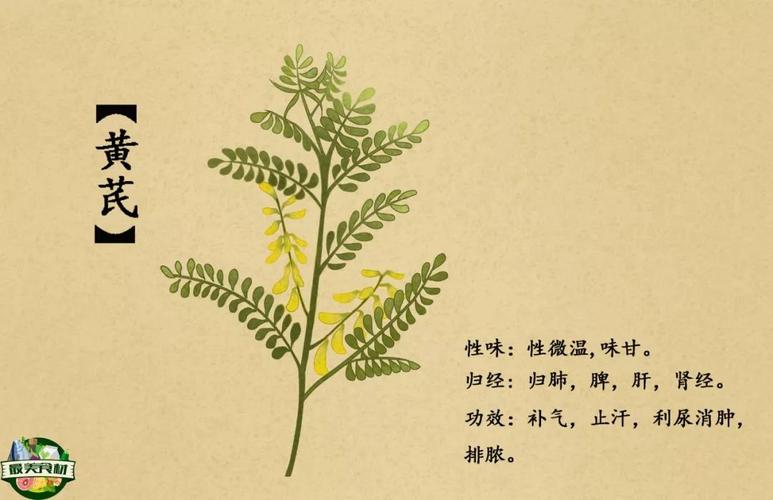 【黄芪】
性味：性微温,味甘。
归经：归肺，脾，肝，肾经。
功效：补气，止汗，利尿消肿，
排脓。
最美食材